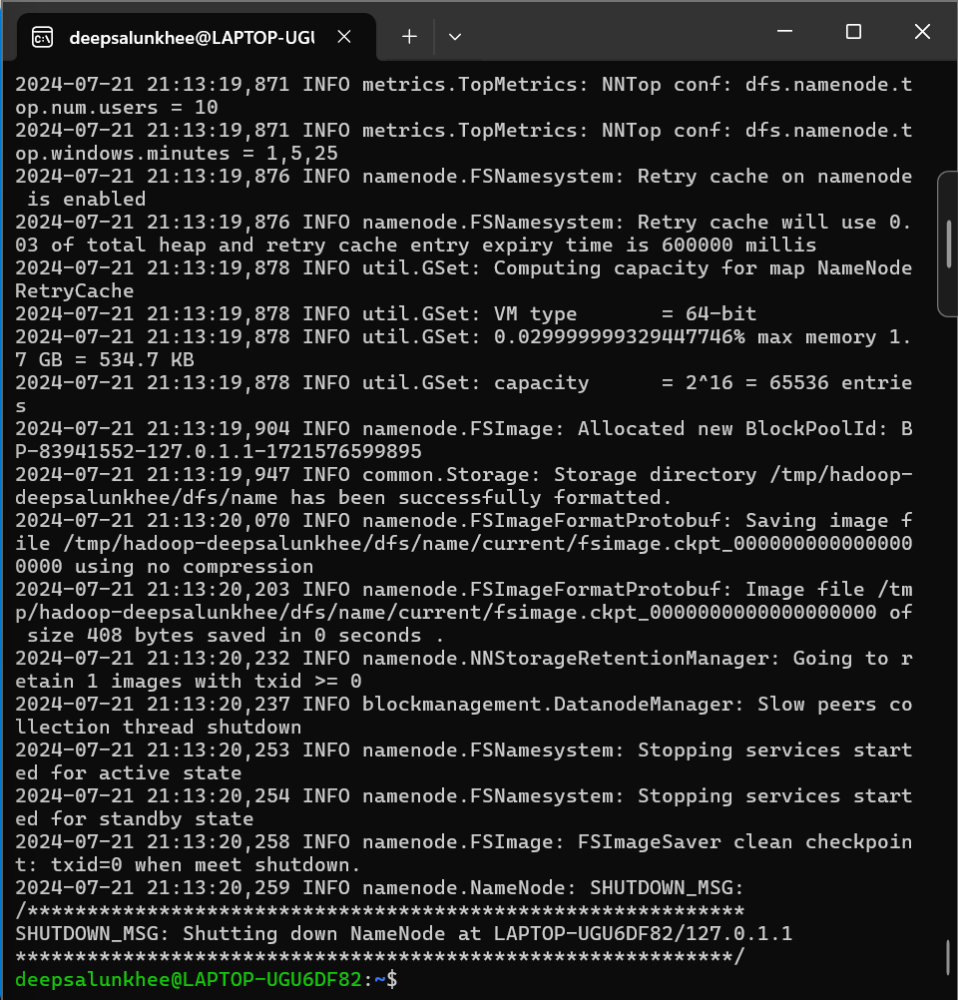 deepsalunkhee@LAPTOP-UGU
2024-07-21 21:13:19,871 INFO metrics.TopMetrics: NNTop conf: dfs.namenode.t
op.num.users = 10
2024-07-21 21:13:19,871 INFO metrics.TopMetrics: NNTop conf: dfs.namenode.t
op.windows.minutes = 1,5,25
2024-07-21 21:13:19,876 INFO namenode.FSNamesystem: Retry cache on namenode
 is enabled
2024-07-21 21:13:19,876 INFO namenode.FSNamesystem: Retry cache will use 0.
03 of total heap and retry cache entry expiry time is 600000 millis
2024-07-21 21:13:19,878 INFO util.GSet: Computing capacity for map NameNode
RetryCache
2024-07-21 21:13:19,878 INFO util.GSet: VM type       = 64-bit
2024-07-21 21:13:19,878 INFO util.GSet: 0.029999999329447746% max memory 1.
7 GB = 534.7 KB
2024-07-21 21:13:19,878 INFO util.GSet: capacity      = 2^16 = 65536 entrie
s
2024-07-21 21:13:19,904 INFO namenode.FSImage: Allocated new BlockPoolId: B
P-83941552-127.0.1.1-1721576599895
2024-07-21 21:13:19,947 INFO common.Storage: Storage directory /tmp/hadoop-
deepsalunkhee/dfs/name has been successfully formatted.
2024-07-21 21:13:20,070 INFO namenode.FSImageFormatProtobuf: Saving image f
ile /tmp/hadoop-deepsalunkhee/dfs/name/current/fsimage.ckpt_000000000000000
0000 using no compression
2024-07-21 21:13:20,203 INFO namenode.FSImageFormatProtobuf: Image file /tm
p/hadoop-deepsalunkhee/dfs/name/current/fsimage.ckpt_0000000000000000000 of
 size 408 bytes saved in 0 seconds .
2024-07-21 21:13:20,232 INFO namenode.NNStorageRetentionManager: Going to r
etain 1 images with txid >= 0
2024-07-21 21:13:20,237 INFO blockmanagement.DatanodeManager: Slow peers co
llection thread shutdown
2024-07-21 21:13:20,253 INFO namenode.FSNamesystem: Stopping services start
ed for active state
2024-07-21 21:13:20,254 INFO namenode.FSNamesystem: Stopping services start
ed for standby state
2024-07-21 21:13:20,258 INFO namenode.FSImage: FSImageSaver clean checkpoin
t: txid=0 when meet shutdown.
2024-07-21 21:13:20,259 INFO namenode.NameNode: SHUTDOWN_MSG:
/************************************************************
SHUTDOWN_MSG: Shutting down NameNode at LAPTOP-UGU6DF82/127.0.1.1
************************************************************/
deepsalunkhee@LAPTOP-UGU6DF82:~$